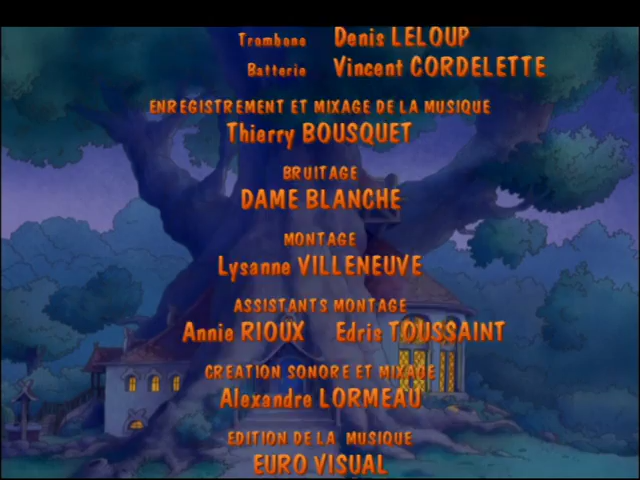 Trombone Denis LELOUP
Batterie Vincent CORDELETTE
ENREGISTREMENT ET MIXAGE DE LA MUSIQUE
Thierry BOUSQUET
BRUITAGE
DAME BLANCHE
MONTAGE
Lysanne VILLENEUVE
ASSISTANTS MONTAGE
Annie RIOUX Edris TOUSSAINT
CREATION SONORE ET MIXAGE
Alexandre LORMEAU
EDITION DE LA MUSIQUE
EURO VISUAL